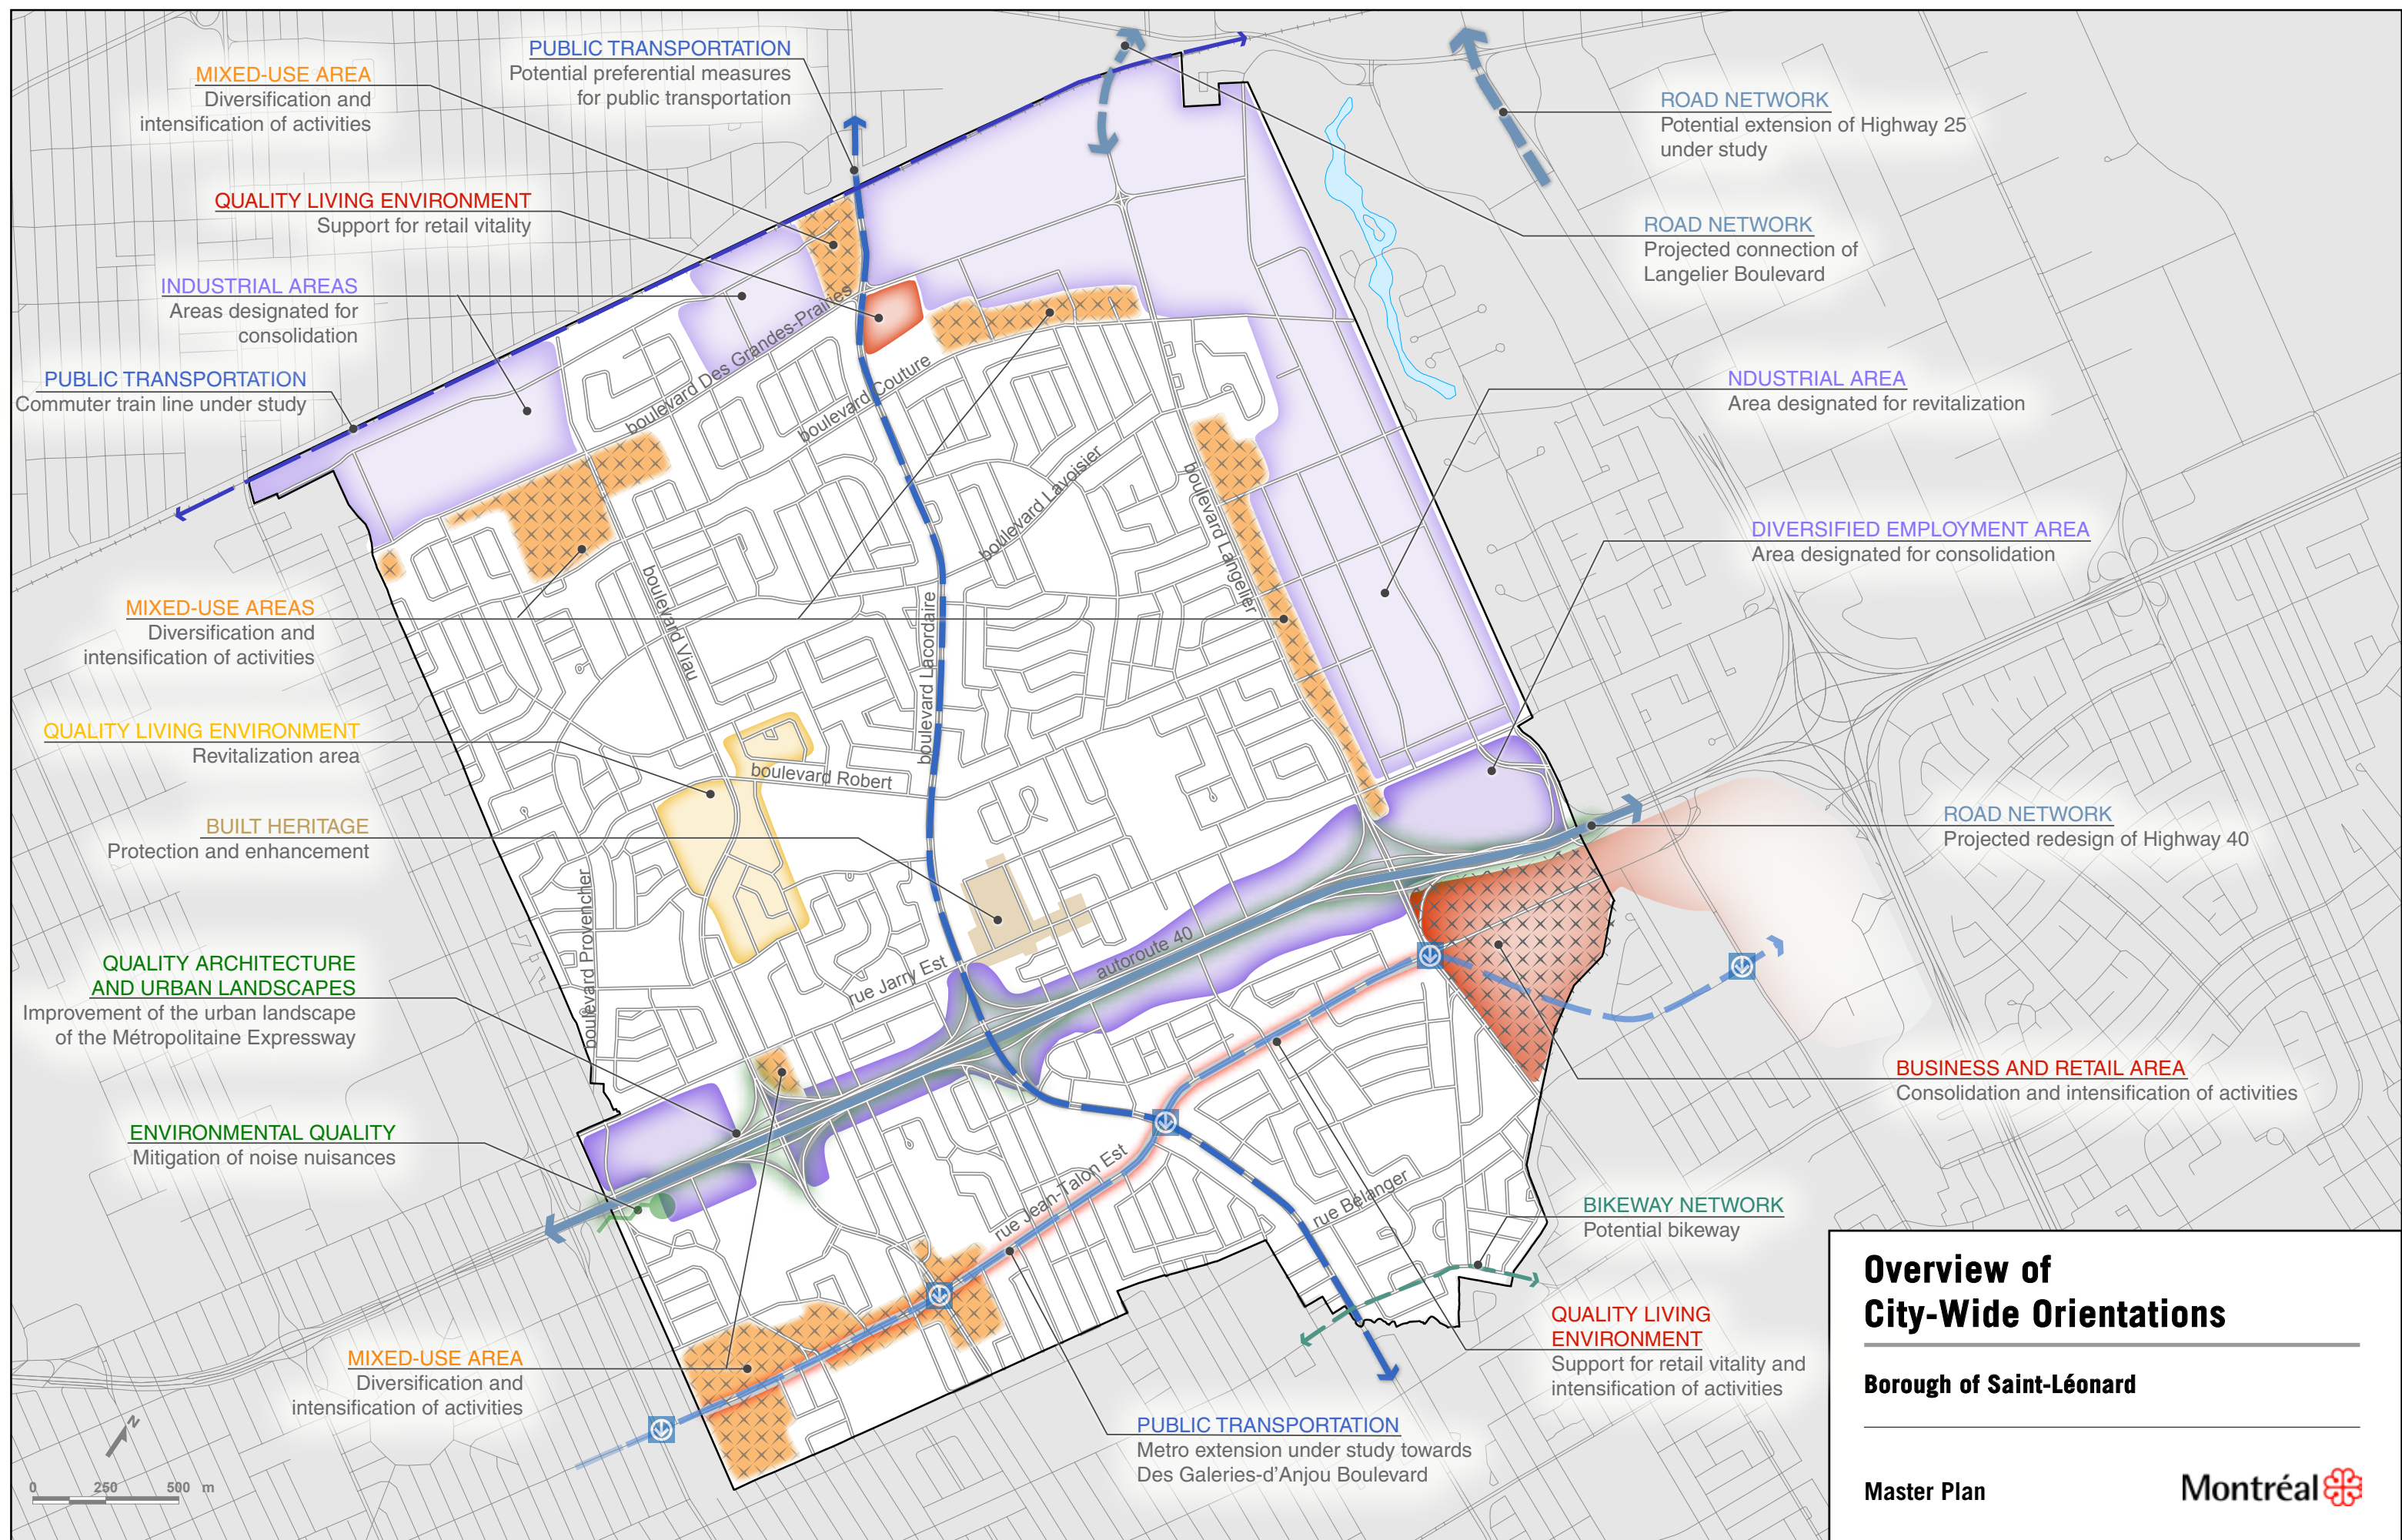 PUBLIC TRANSPORTATION
Potential preferential measures
for public transportation
MIXED-USE AREA
Diversification and
intensification of activities
QUALITY LIVING ENVIRONMENT
Support for retail vitality
INDUSTRIAL AREAS
Areas designated for
consolidation
PUBLIC TRANSPORTATION
Commuter train line under study
MIXED-USE AREAS
Diversification and
intensification of activities
QUALITY LIVING ENVIRONMENT
Revitalization area
BUILT HERITAGE
Protection and enhancement
QUALITY ARCHITECTURE
AND URBAN LANDSCAPES
Improvement of the urban landscape
of the Métropolitaine Expressway
ENVIRONMENTAL QUALITY
Mitigation of noise nuisances
MIXED-USE AREA
Diversification and
intensification of activities
N
0 250 500 m
boulevard Des Grandes-Prairies
boulevard Couture
boulevard Lavoisier
boulevard Langelier
boulevard Viau
boulevard Lacordaire
boulevard Robert
boulevard Provencher
rue Jarry Est
autoroute 40
rue Jean-Talon Est
rue Bélanger
ROAD NETWORK
Potential extension of Highway 25
under study
ROAD NETWORK
Projected connection of
Langelier Boulevard
NDUSTRIAL AREA
Area designated for revitalization
DIVERSIFIED EMPLOYMENT AREA
Area designated for consolidation
ROAD NETWORK
Projected redesign of Highway 40
BUSINESS AND RETAIL AREA
Consolidation and intensification of activities
BIKEWAY NETWORK
Potential bikeway
QUALITY LIVING
ENVIRONMENT
Support for retail vitality and
intensification of activities
PUBLIC TRANSPORTATION
Metro extension under study towards
Des Galeries-d'Anjou Boulevard
Overview of
City-Wide Orientations
Borough of Saint-Léonard
Master Plan
Montréal